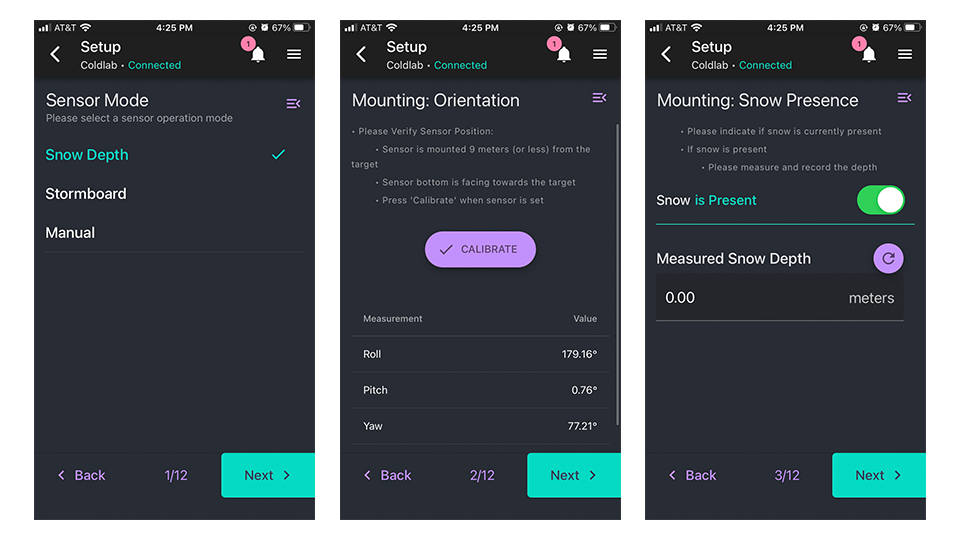 AT&T 4:25 PM 67%
1
Setup
Coldlab • Connected
Sensor Mode
Please select a sensor operation mode
Snow Depth
Stormboard
Manual
Back 1/12 Next
AT&T 4:25 PM 67%
1
Setup
Coldlab • Connected
Mounting: Orientation
• Please Verify Sensor Position:
• Sensor is mounted 9 meters (or less) from the
target
• Sensor bottom is facing towards the target
• Press 'Calibrate' when sensor is set
CALIBRATE
Measurement Value
Roll 179.16°
Pitch 0.76°
Yaw 77.21°
Back 2/12 Next
AT&T 4:25 PM 67%
1
Setup
Coldlab • Connected
Mounting: Snow Presence
• Please indicate if snow is currently present
• If snow is present
• Please measure and record the depth
Snow is Present
Measured Snow Depth
0.00 meters
Back 3/12 Next